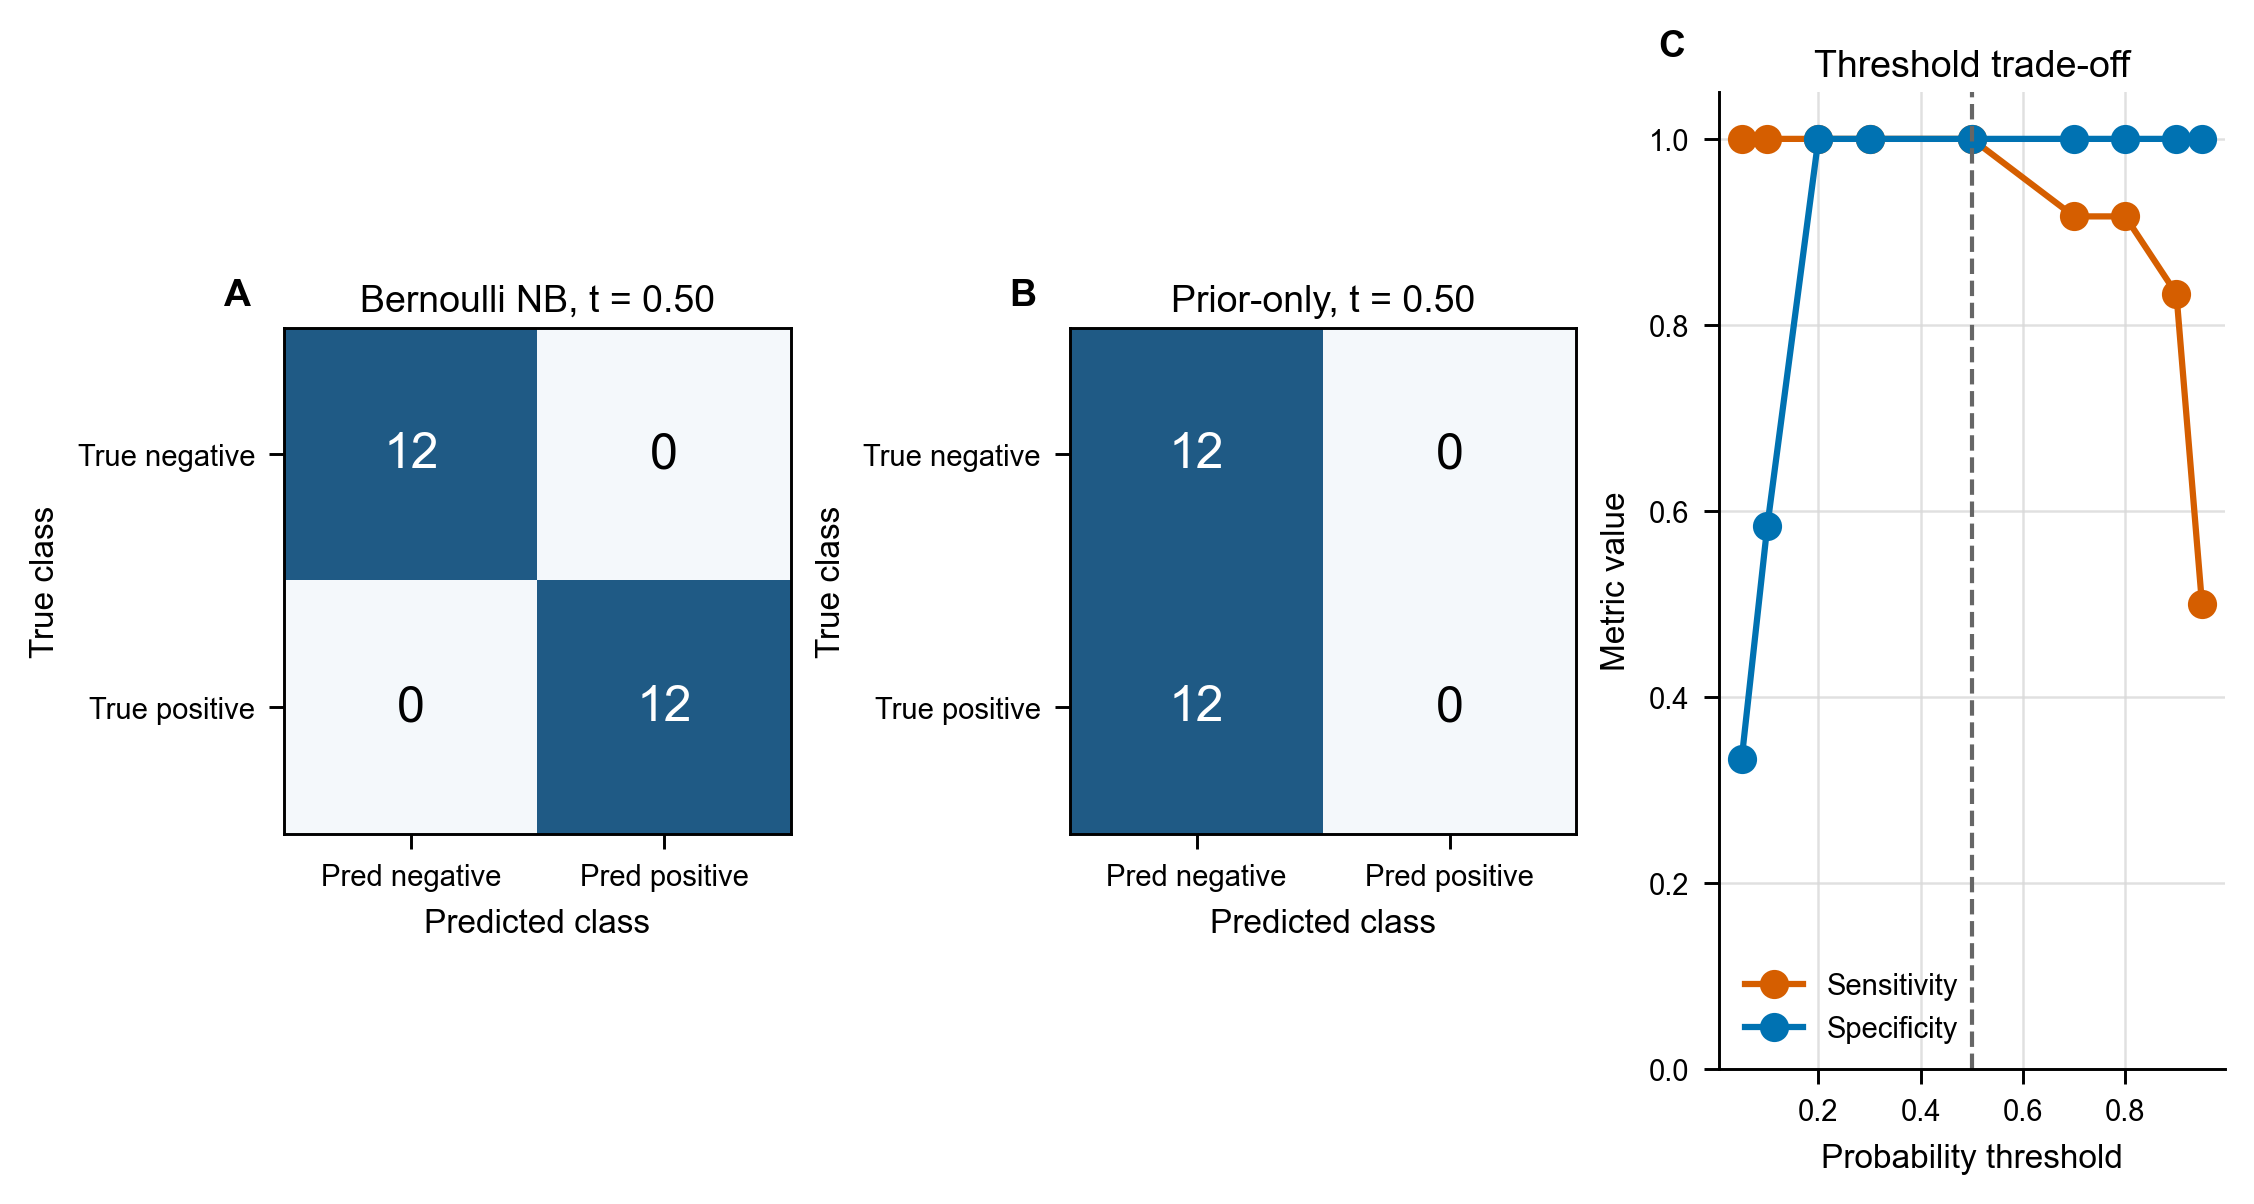 A
Bernoulli NB, t = 0.50
True class
True negative
True positive
12
0
0
12
Pred negative
Pred positive
Predicted class
B
Prior-only, t = 0.50
True class
True negative
True positive
12
0
12
0
Pred negative
Pred positive
Predicted class
C
Threshold trade-off
Metric value
1.0
0.8
0.6
0.4
0.2
0.0
Sensitivity
Specificity
0.2
0.4
0.6
0.8
Probability threshold